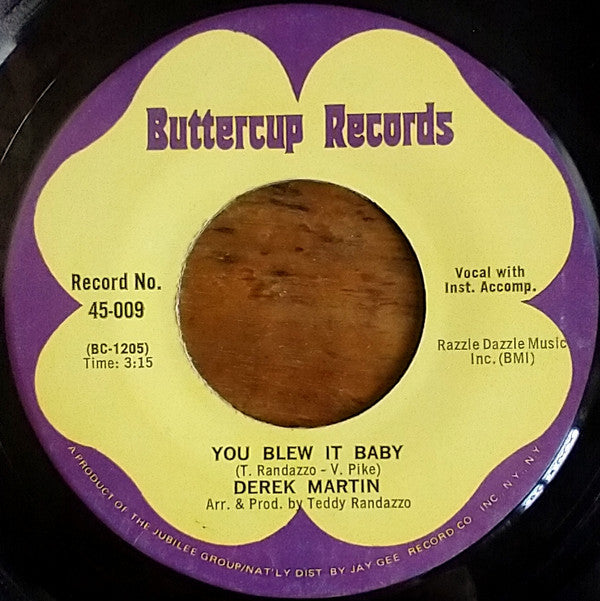 Buttercup Records
Record No.
45-009
(BC-1205)
Time: 3:15
Vocal with
Inst. Accomp.
Razzle Dazzle Music
Inc. (BMI)
YOU BLEW IT BABY
(T. Randazzo - V. Pike)
DEREK MARTIN
Arr. & Prod. by Teddy Randazzo
A PRODUCT OF THE JUBILEE GROUP/NAT'LY DIST BY JAY GEE RECORD CO INC N.Y. N.Y